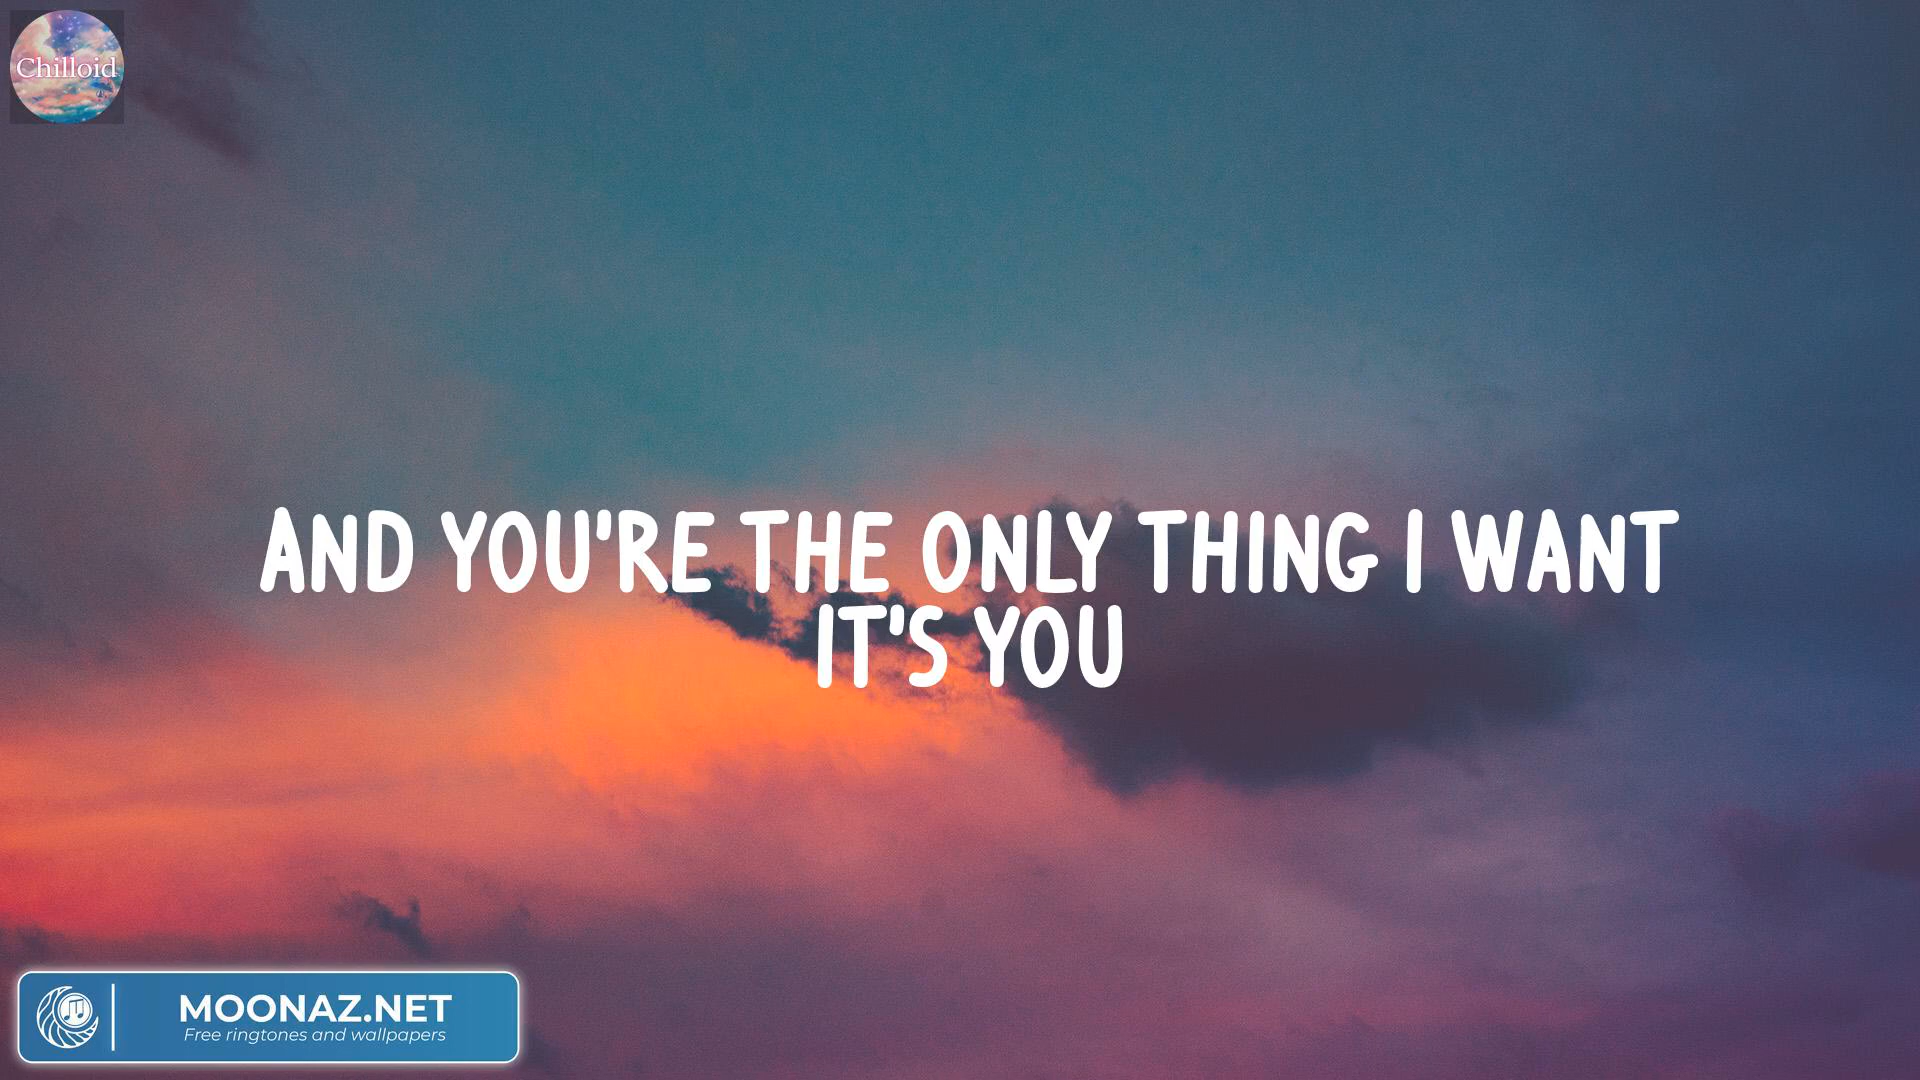 Chilloid
AND YOU'RE THE ONLY THING I WANT
IT'S YOU
MOONAZ.NET
Free ringtones and wallpapers